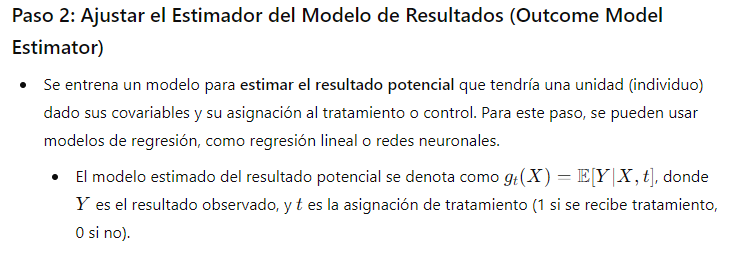 Paso 2: Ajustar el Estimador del Modelo de Resultados (Outcome Model
Estimator)
• Se entrena un modelo para estimar el resultado potencial que tendría una unidad (individuo)
dado sus covariables y su asignación al tratamiento o control. Para este paso, se pueden usar
modelos de regresión, como regresión lineal o redes neuronales.
• El modelo estimado del resultado potencial se denota como $g_t(X) = \mathbb{E}[Y|X,t]$, donde
$Y$ es el resultado observado, y $t$ es la asignación de tratamiento (1 si se recibe tratamiento,
0 si no).